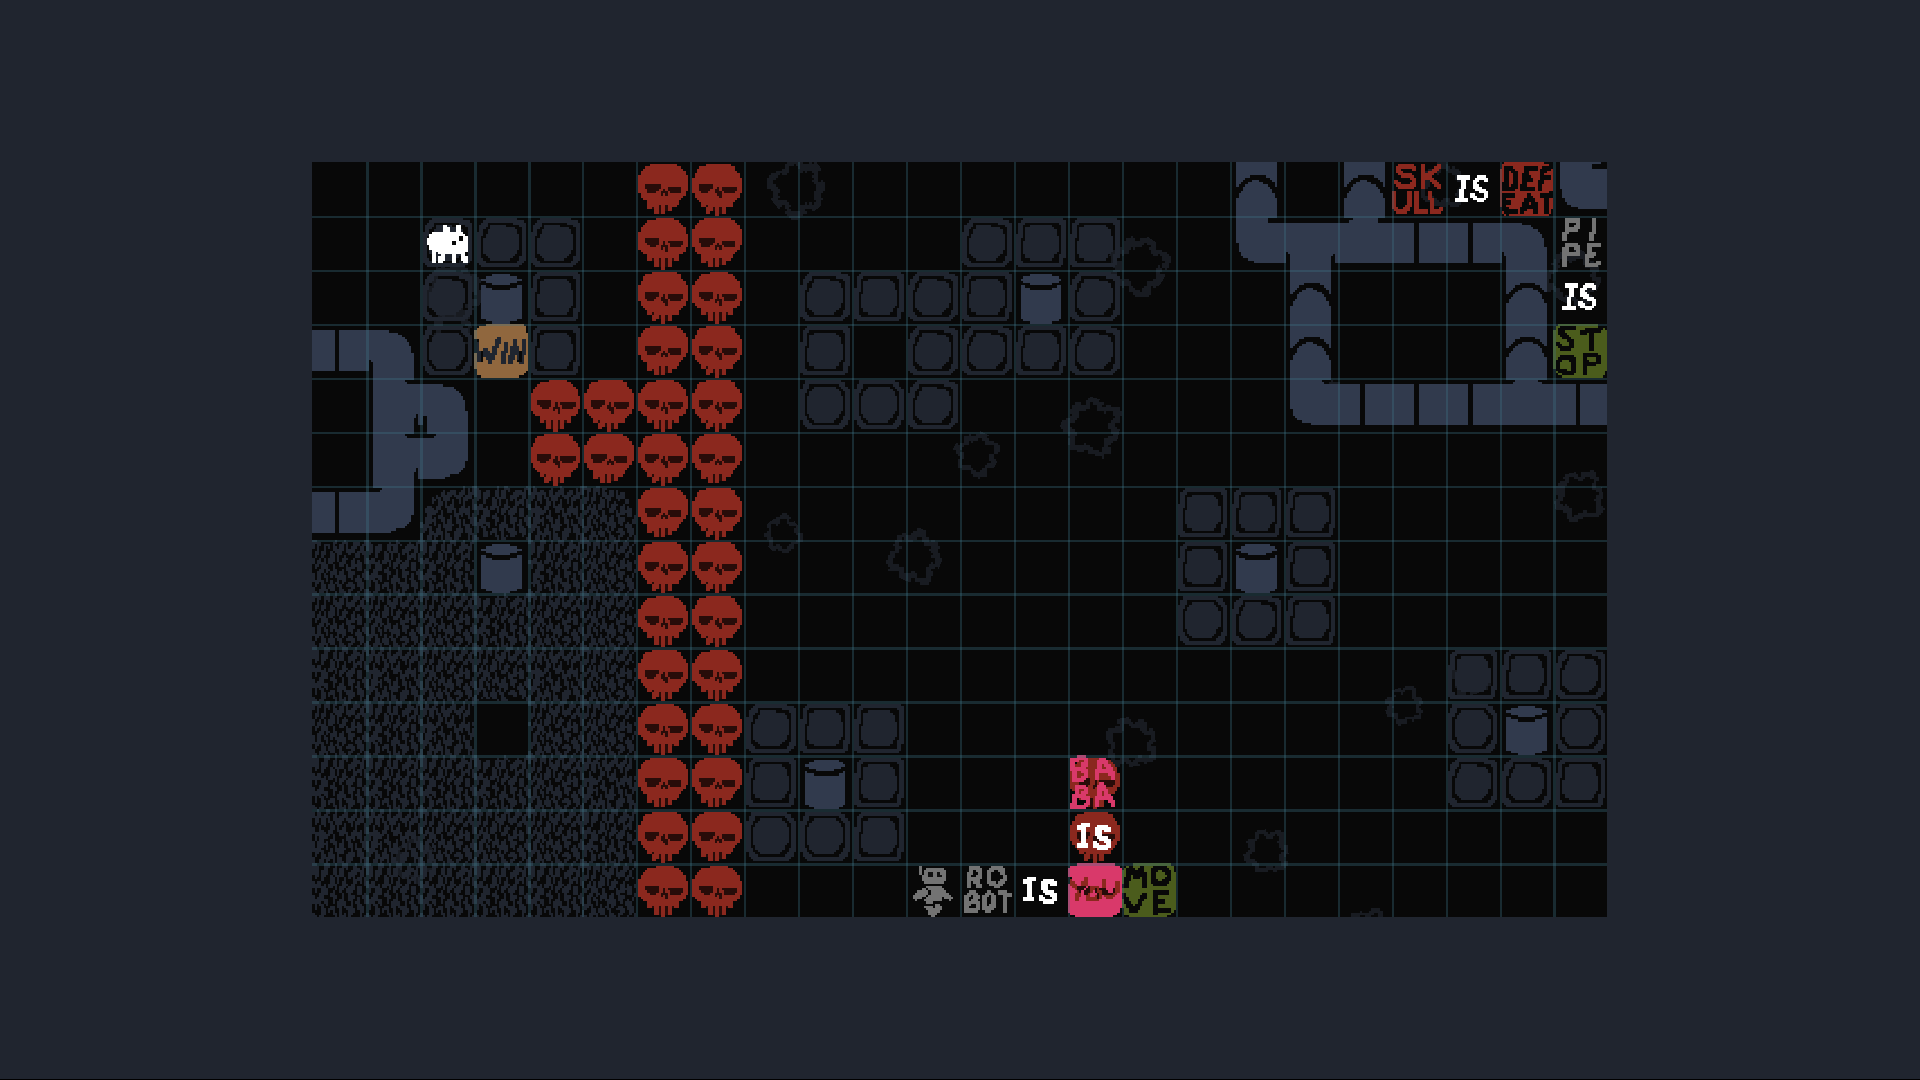 SKULL IS DEFEAT
PIPE
IS
STOP
WIN
BABA
IS
ROBOT IS YOU MOVE